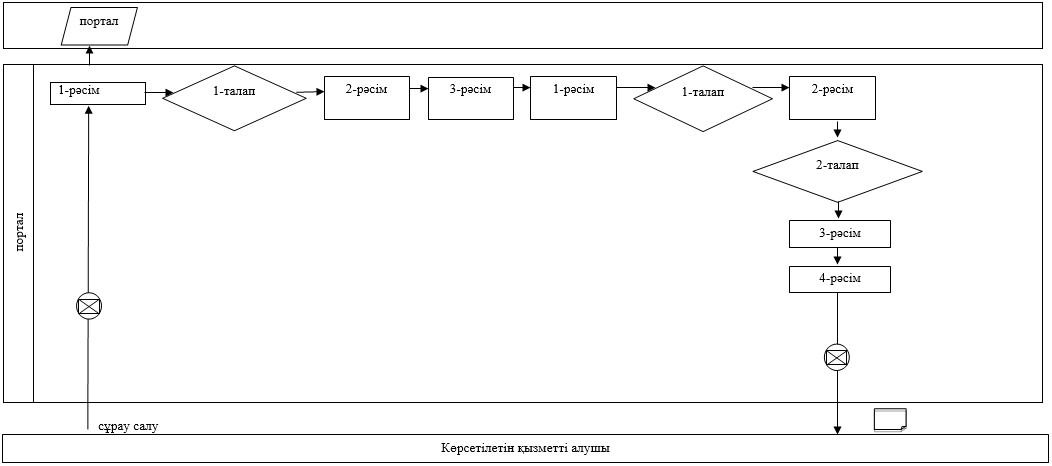 портал
1-рәсім
1-талап
2-рәсім
3-рәсім
1-рәсім
1-талап
2-рәсім
2-талап
3-рәсім
4-рәсім
портал
сұрау салу
Көрсетілетін қызметті алушы